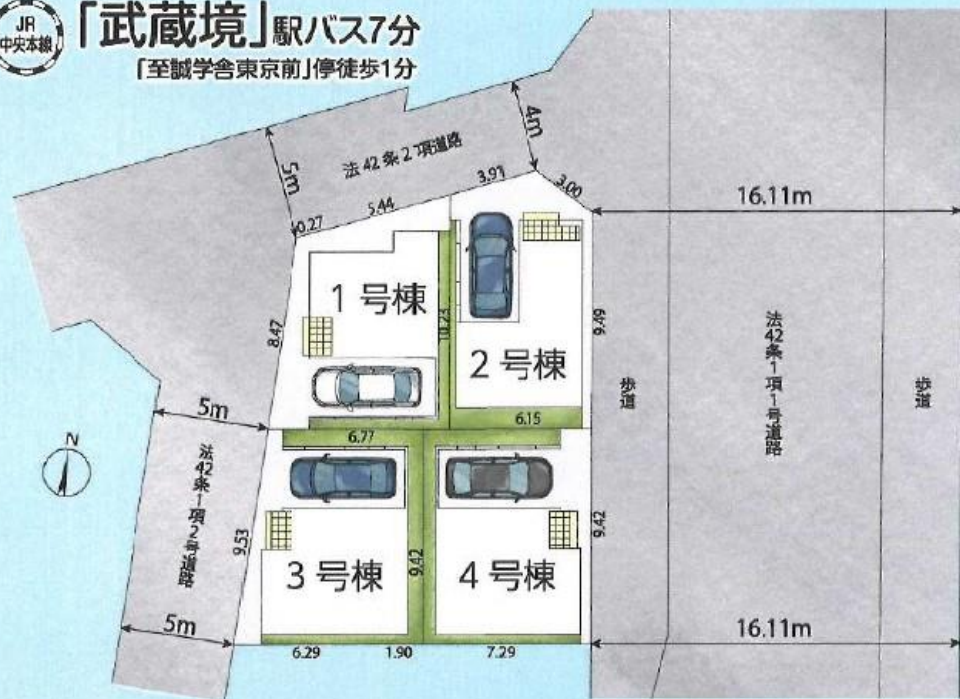 JR
中央本線
「武蔵境」駅バス7分
「至誠学舎東京前」停徒歩1分
4m
5m
法42条2項道路
3.91
3.00
5.44
0.27
16.11m
1号棟
8.47
10.23
2号棟
9.49
歩道
法42条1項1号道路
歩道
5m
6.15
6.77
N
法42条1項2号道路
9.53
9.42
9.42
3号棟
4号棟
5m
16.11m
6.29
1.90
7.29